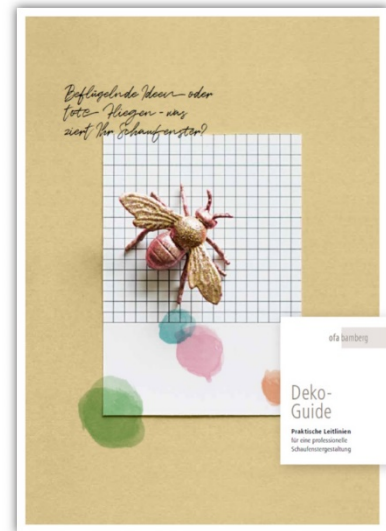 Beflügelnde Ideen – oder
tote Fliegen – was
ziert Ihr Schaufenster?
ofa bamberg
Deko-
Guide
Praktische Leitlinien
für eine professionelle
Schaufenstergestaltung